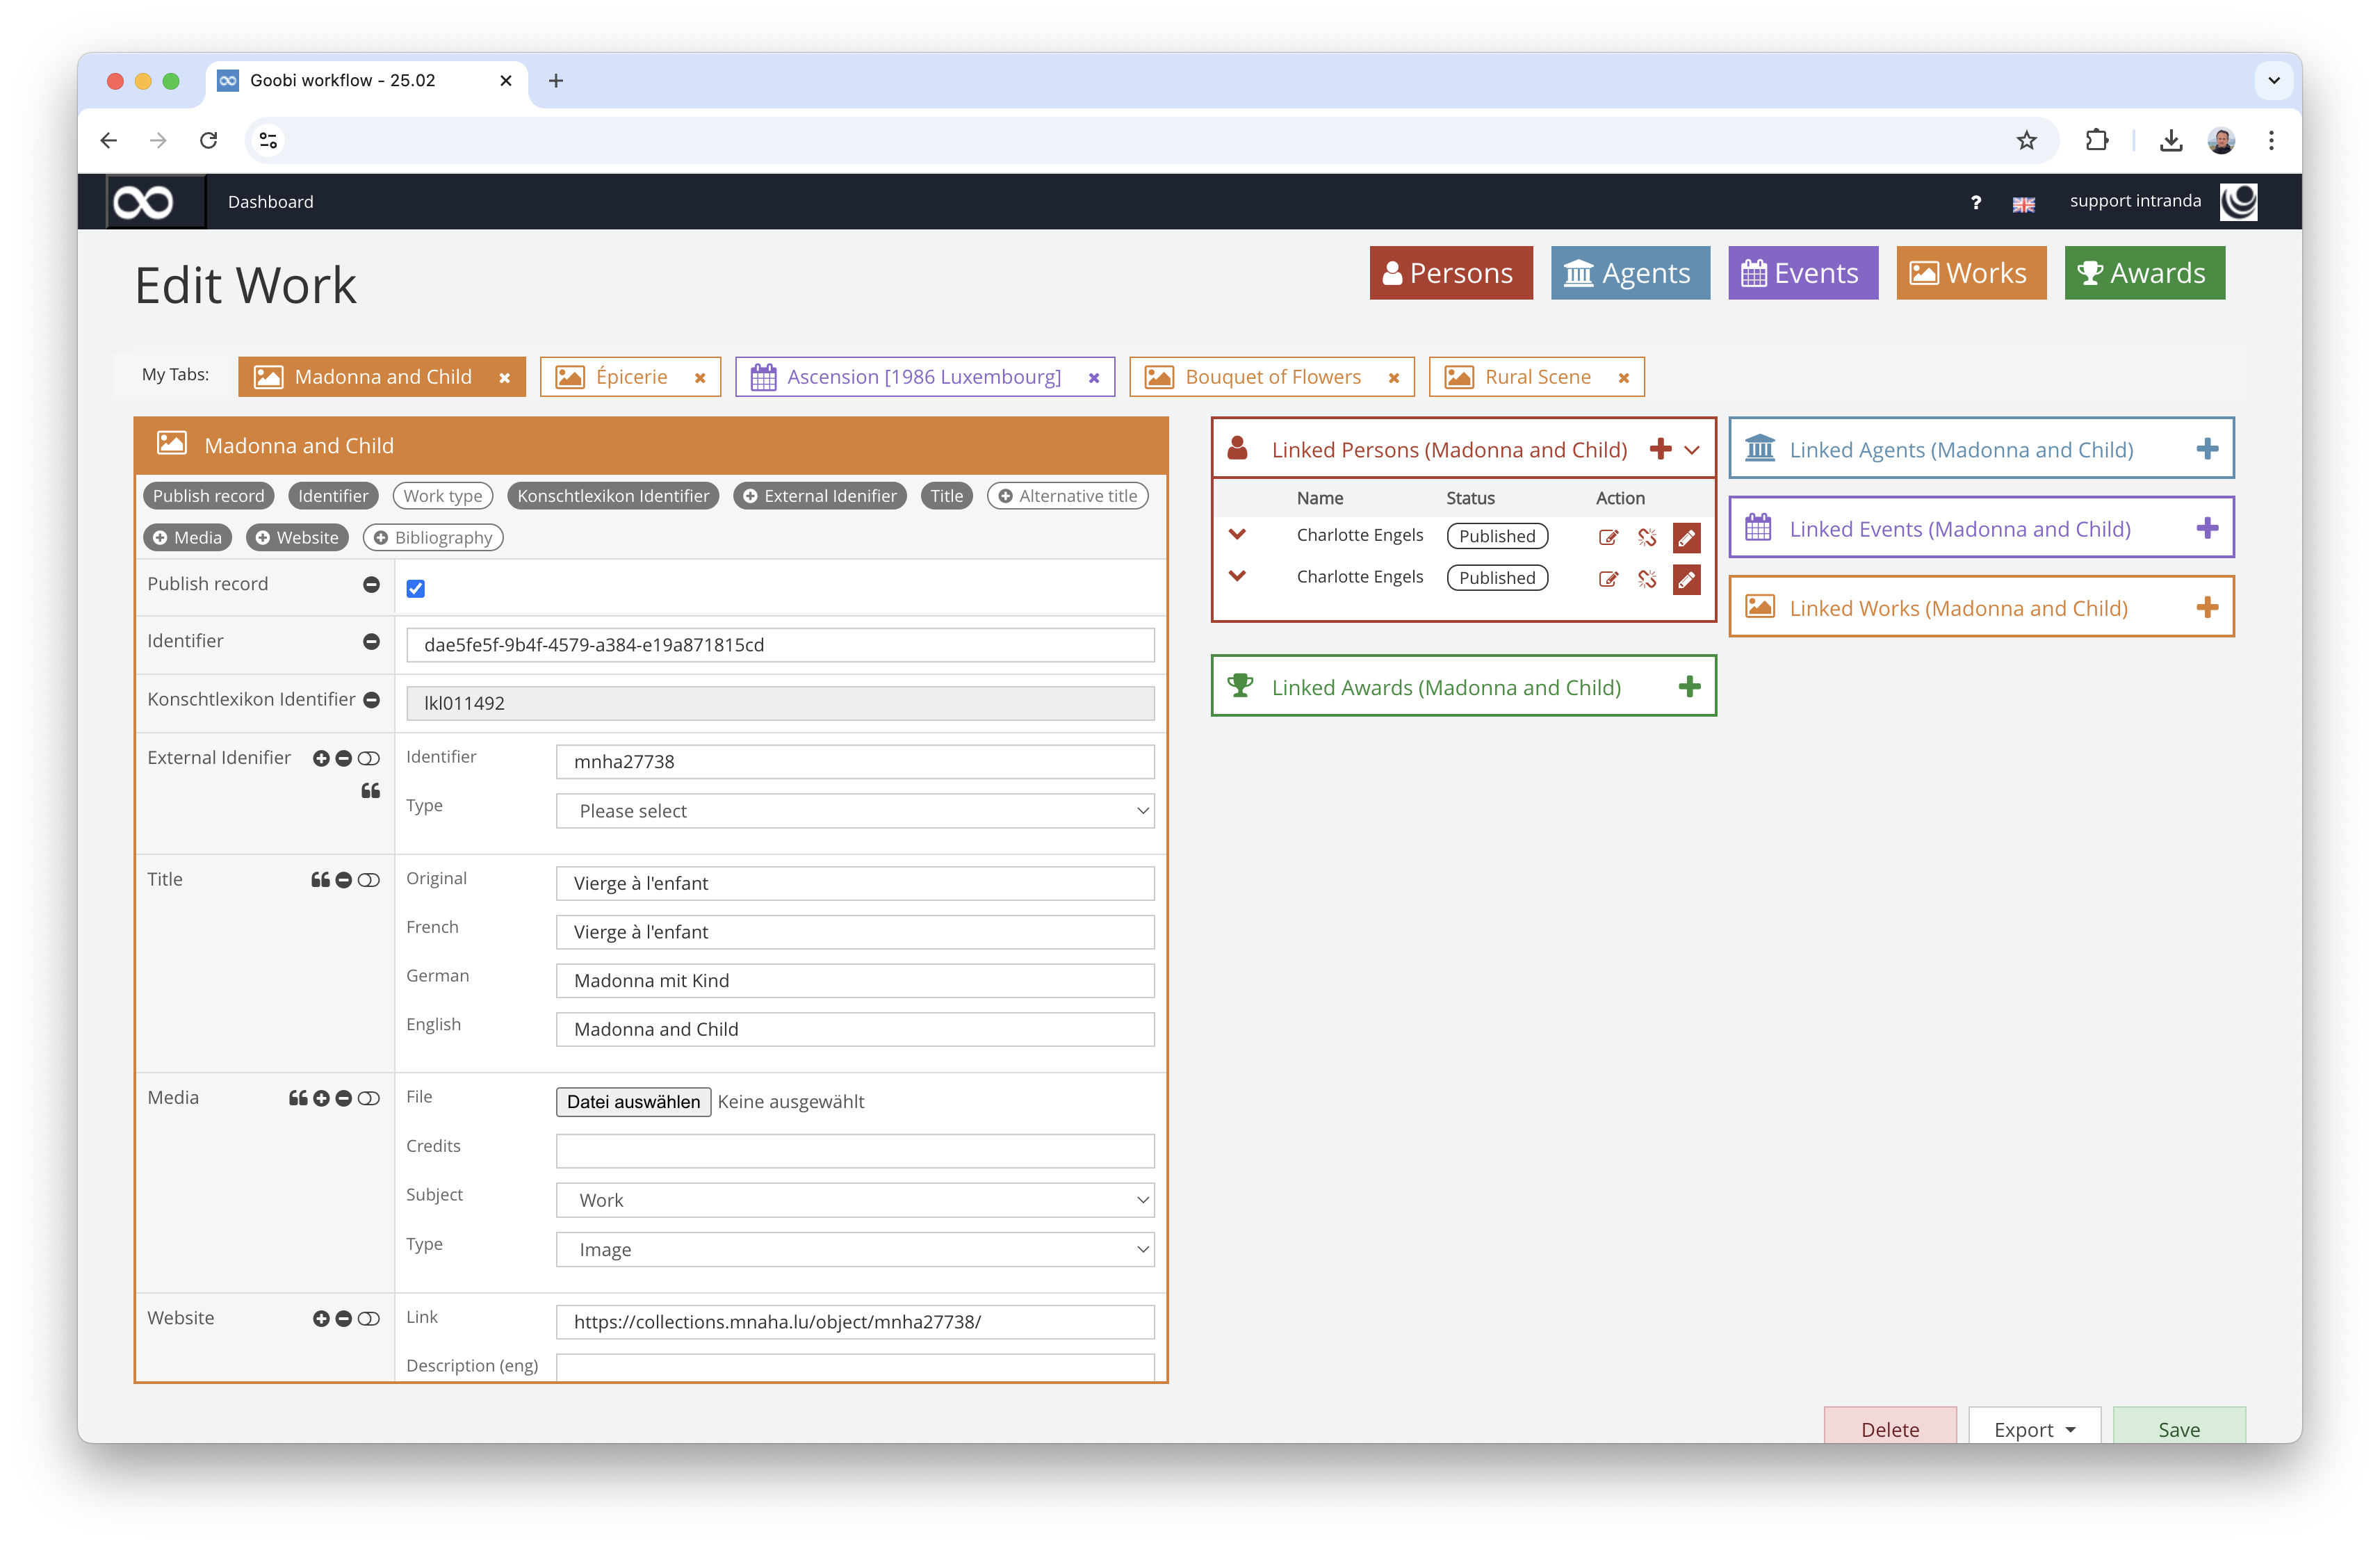 Goobi workflow - 25.02
Dashboard
?
support intranda
Edit Work
Persons
Agents
Events
Works
Awards
My Tabs:
Madonna and Child
Épicerie
Ascension [1986 Luxembourg]
Bouquet of Flowers
Rural Scene
Madonna and Child
Publish record Identifier Work type Konschtlexikon Identifier External Idenifier Title Alternative title
Media Website Bibliography
Publish record
Identifier
dae5fe5f-9b4f-4579-a384-e19a871815cd
Konschtlexikon Identifier
lkl011492
External Idenifier
Identifier
mnha27738
Type
Please select
Title
Original
Vierge à l'enfant
French
Vierge à l'enfant
German
Madonna mit Kind
English
Madonna and Child
Media
File
Datei auswählen Keine ausgewählt
Credits
Subject
Work
Type
Image
Website
Link
https://collections.mnaha.lu/object/mnha27738/
Description (eng)
Linked Persons (Madonna and Child)
Name Status Action
Charlotte Engels Published
Charlotte Engels Published
Linked Awards (Madonna and Child)
Linked Agents (Madonna and Child)
Linked Events (Madonna and Child)
Linked Works (Madonna and Child)
Delete
Export
Save